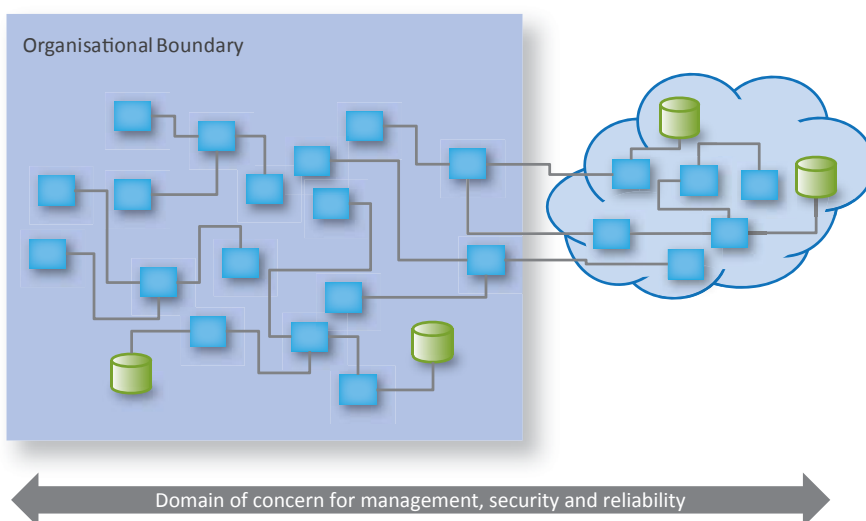 Organisational Boundary
Domain of concern for management, security and reliability